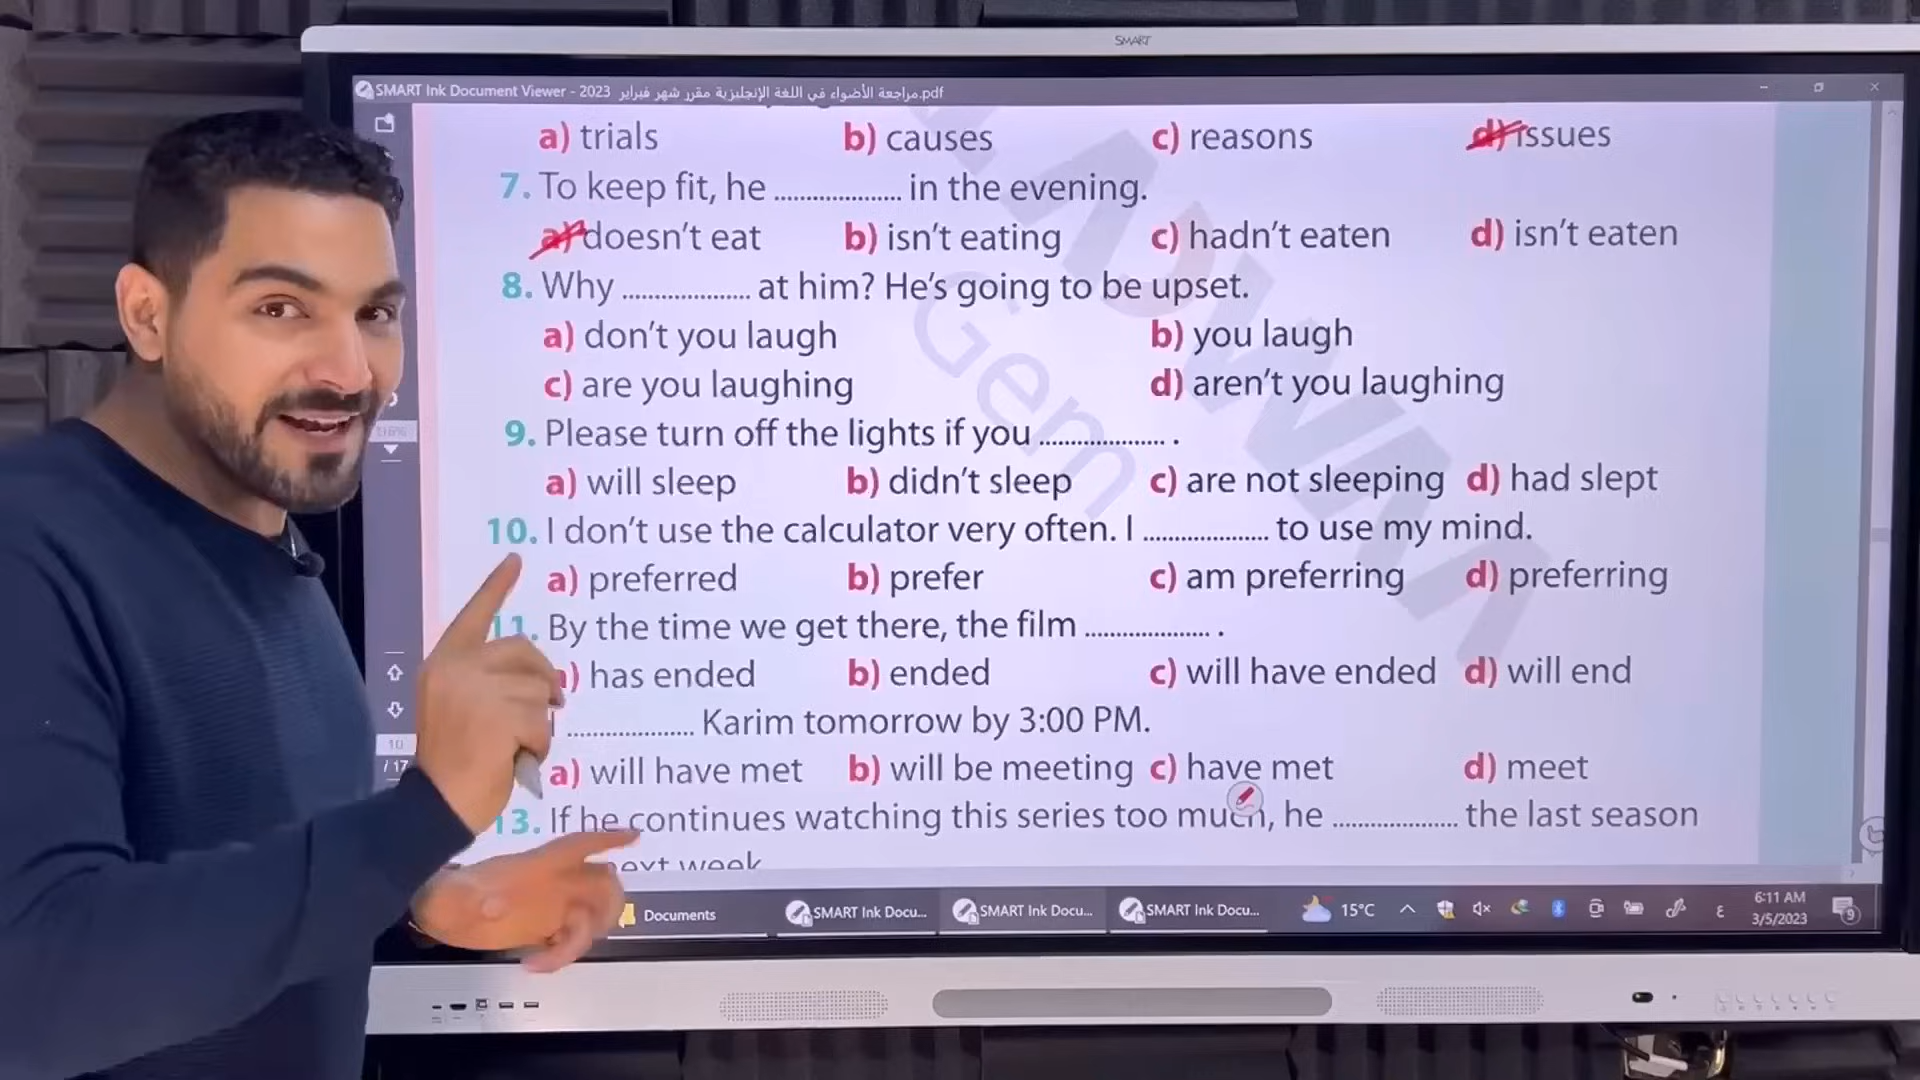 SMART
SMART Ink Document Viewer - 2023 مراجعة الأضواء في اللغة الإنجليزية مقرر شهر فبراير.pdf
a) trials b) causes c) reasons d) issues
7. To keep fit, he .................... in the evening.
a) doesn't eat b) isn't eating c) hadn't eaten d) isn't eaten
8. Why .................... at him? He's going to be upset.
a) don't you laugh b) you laugh
c) are you laughing d) aren't you laughing
9. Please turn off the lights if you .................... .
a) will sleep b) didn't sleep c) are not sleeping d) had slept
10. I don't use the calculator very often. I .................... to use my mind.
a) preferred b) prefer c) am preferring d) preferring
11. By the time we get there, the film .................... .
a) has ended b) ended c) will have ended d) will end
I .................... Karim tomorrow by 3:00 PM.
a) will have met b) will be meeting c) have met d) meet
13. If he continues watching this series too much, he .................... the last season
next week
Gem
10
/ 17
Documents SMART Ink Docu... SMART Ink Docu... SMART Ink Docu... 15°C ع 6:11 AM
3/5/2023
9